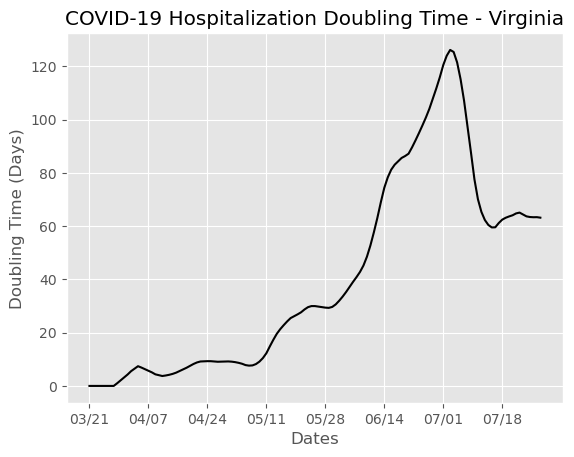 COVID-19 Hospitalization Doubling Time - Virginia
Doubling Time (Days)
120
100
80
60
40
20
0
03/21 04/07 04/24 05/11 05/28 06/14 07/01 07/18
Dates